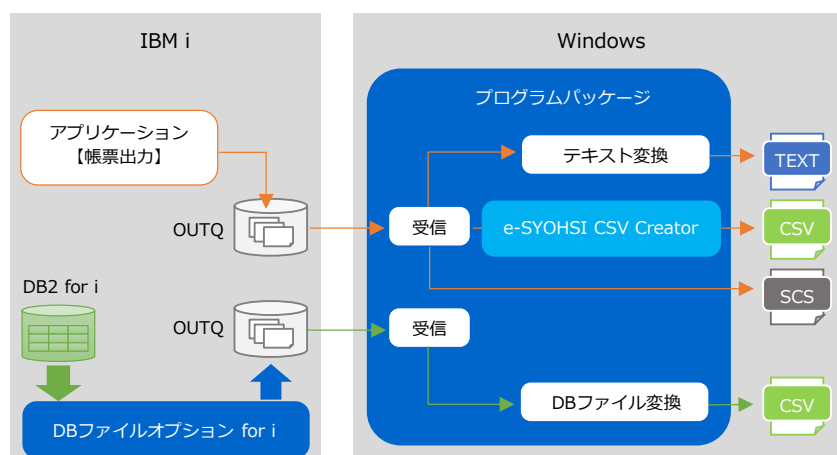 IBM i
アプリケーション
【帳票出力】
OUTQ
DB2 for i
OUTQ
DBファイルオプション for i
Windows
プログラムパッケージ
テキスト変換
TEXT
受信
e-SYOHSI CSV Creator
CSV
SCS
受信
DBファイル変換
CSV